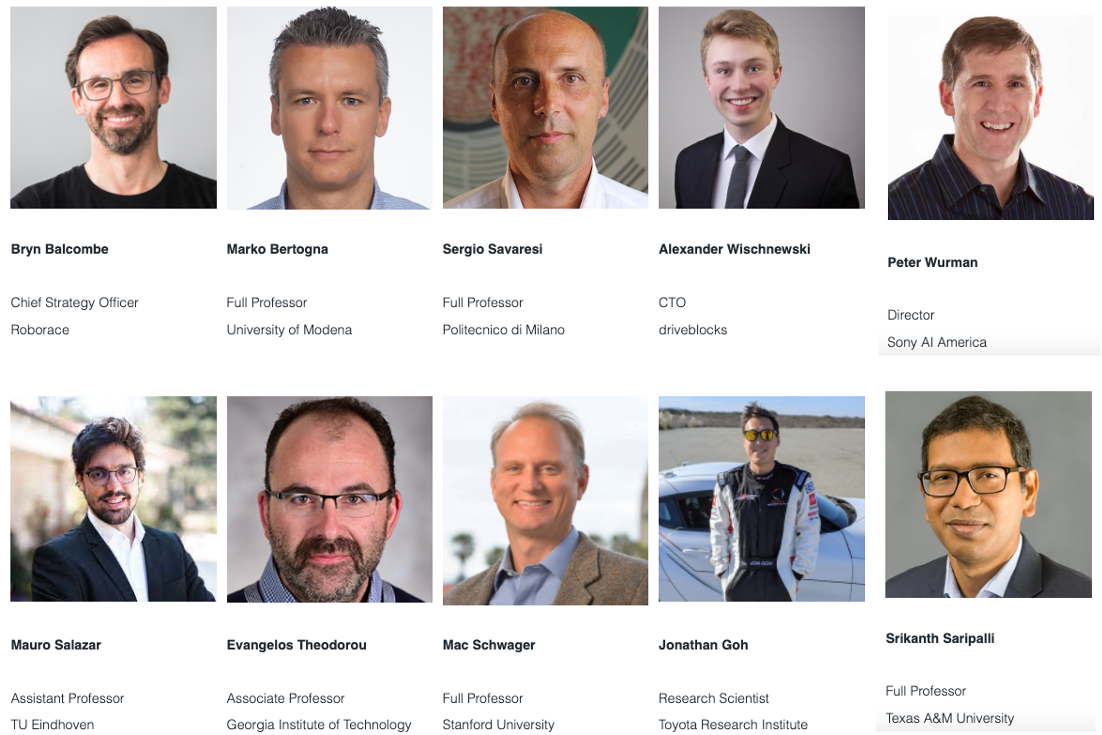 Bryn Balcombe
Chief Strategy Officer
Roborace
Marko Bertogna
Full Professor
University of Modena
Sergio Savaresi
Full Professor
Politecnico di Milano
Alexander Wischnewski
CTO
driveblocks
Peter Wurman
Director
Sony AI America
Mauro Salazar
Assistant Professor
TU Eindhoven
Evangelos Theodorou
Associate Professor
Georgia Institute of Technology
Mac Schwager
Full Professor
Stanford University
Jonathan Goh
Research Scientist
Toyota Research Institute
Srikanth Saripalli
Full Professor
Texas A&M University